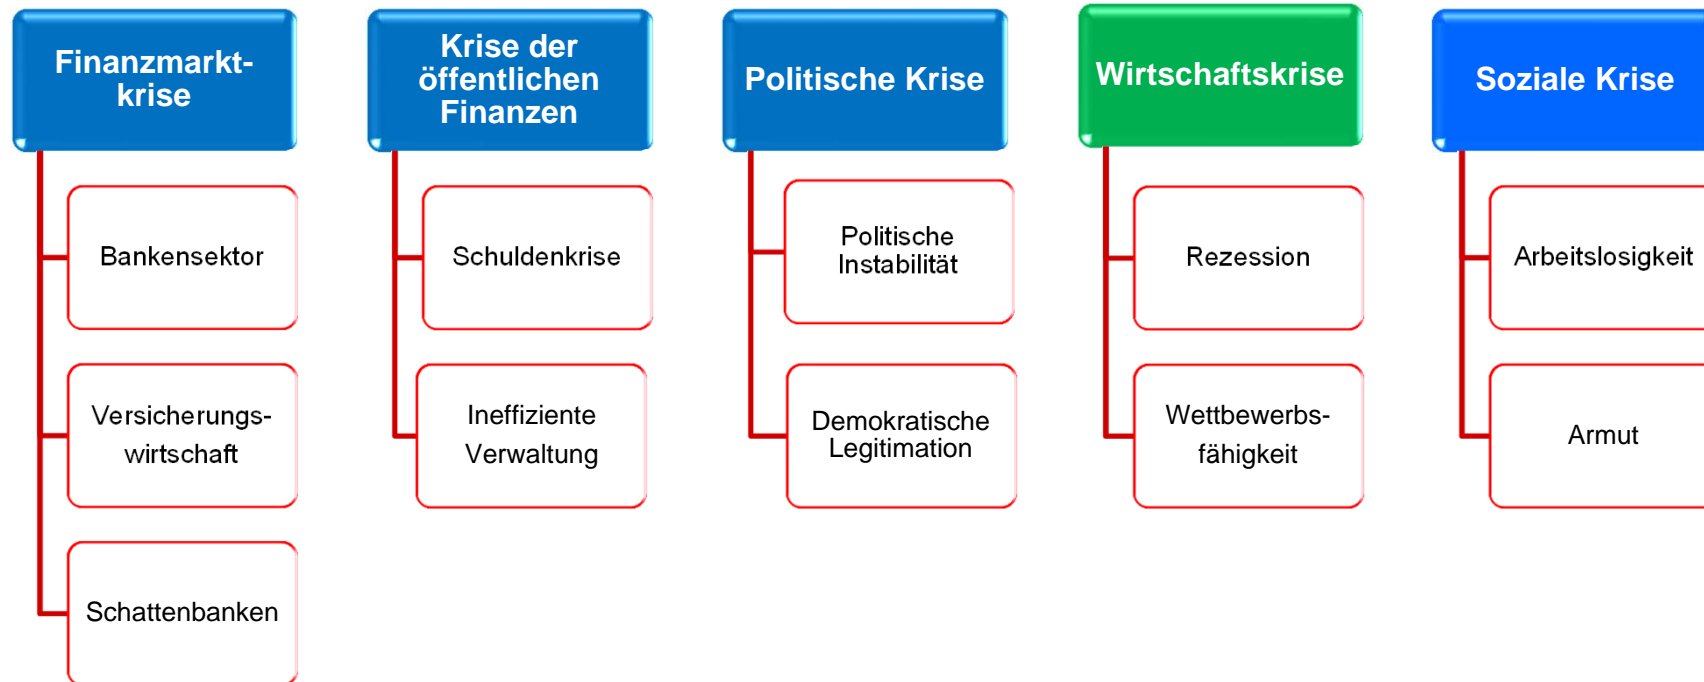 Finanzmarkt-
krise
Bankensektor
Versicherungs-
wirtschaft
Schattenbanken
Krise der
öffentlichen
Finanzen
Schuldenkrise
Ineffiziente
Verwaltung
Politische Krise
Politische
Instabilität
Demokratische
Legitimation
Wirtschaftskrise
Rezession
Wettbewerbs-
fähigkeit
Soziale Krise
Arbeitslosigkeit
Armut